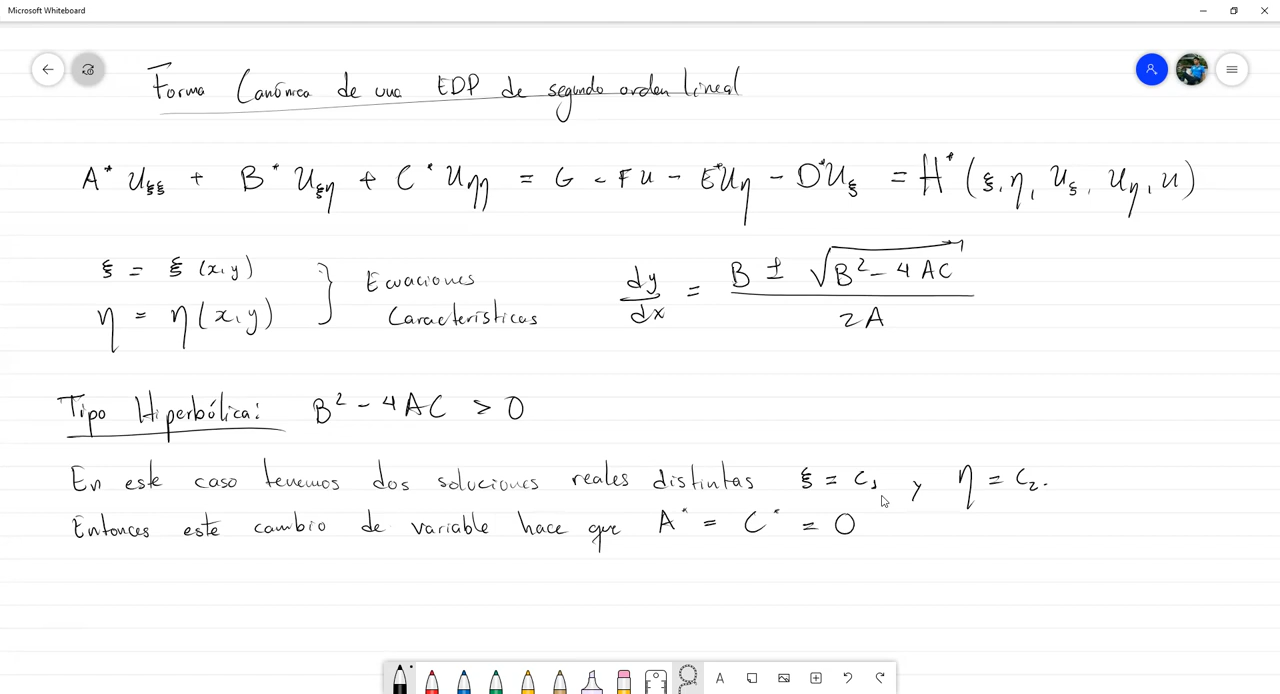 Microsoft Whiteboard
Forma Canónica de una EDP de segundo orden lineal
A* u_ξξ + B* u_ξη + C* u_ηη = G - Fu - E*u_η - D*u_ξ = H*(ξ, η, u_ξ, u_η, u)
ξ = ξ(x,y)
η = η(x,y)
} Ecuaciones
Características
dy/dx = (B ± √(B² - 4AC))/2A
Tipo Hiperbólica: B² - 4AC > 0
En este caso tenemos dos soluciones reales distintas ξ = c₁ y η = c₂.
Entonces este cambio de variable hace que A* = C* = 0
A